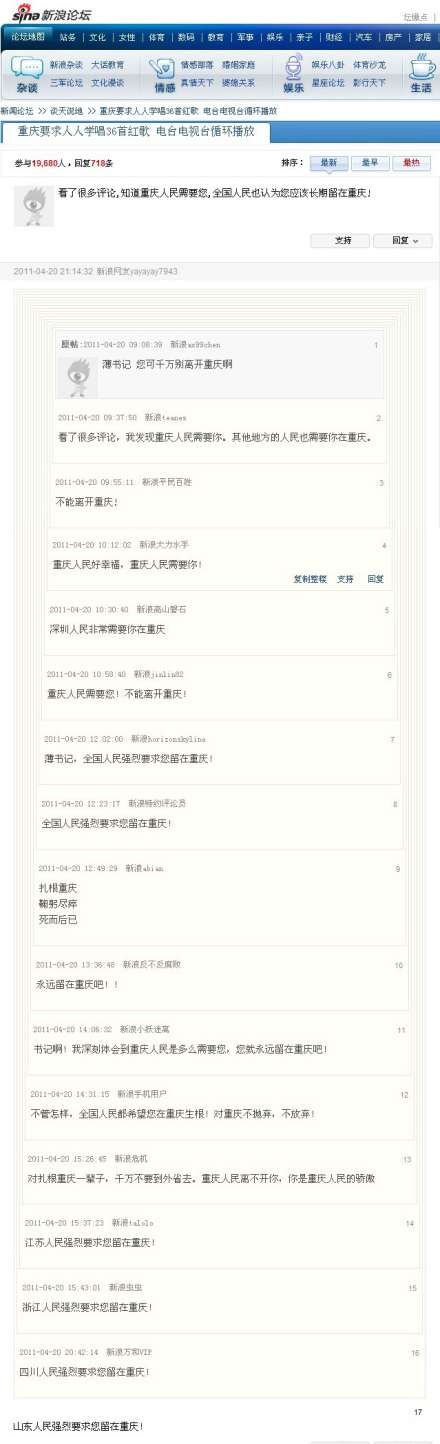 sina 新浪论坛
坛缘点 |
论坛地图 站务 | 文化 | 女性 | 体育 | 数码 | 教育 | 军事 | 娱乐 | 亲子 | 财经 | 汽车 | 房产 | 家居
杂谈 新浪杂谈 大话教育
三军论坛 文化漫谈
情感 情感部落 婚姻家庭
真情天下 婆媳关系
娱乐 娱乐八卦 体育沙龙
星座论坛 影行天下
生活
新闻论坛 >> 谈天说地 >> 重庆要求人人学唱36首红歌 电台电视台循环播放
重庆要求人人学唱36首红歌 电台电视台循环播放
参与19,680人，回复718条
排序： 最新 最早 最热
看了很多评论,知道重庆人民需要您,全国人民也认为您应该长期留在重庆!
支持 回复
2011-04-20 21:14:32 新浪网友yayayay7943
原帖:2011-04-20 09:08:39 新浪as99chen 1
薄书记 您可千万别离开重庆啊
2011-04-20 09:37:50 新浪teanex 2
看了很多评论，我发现重庆人民需要你。其他地方的人民也需要你在重庆。
2011-04-20 09:55:11 新浪平民百姓 3
不能离开重庆!
2011-04-20 10:12:02 新浪大力水手 4
重庆人民好幸福，重庆人民需要你!
复制整楼 支持 回复
2011-04-20 10:30:40 新浪高山磐石 5
深圳人民非常需要你在重庆
2011-04-20 10:58:40 新浪jinlin82 6
重庆人民需要您！不能离开重庆!
2011-04-20 12:02:00 新浪horizonskyline 7
薄书记，全国人民强烈要求您留在重庆!
2011-04-20 12:23:17 新浪特约评论员 8
全国人民强烈要求您留在重庆!
2011-04-20 12:49:29 新浪abian 9
扎根重庆
鞠躬尽瘁
死而后已
2011-04-20 13:36:48 新浪反不反腐败 10
永远留在重庆吧！！
2011-04-20 14:06:32 新浪小妖迷离 11
书记啊！我深刻体会到重庆人民是多么需要您，您就永远留在重庆吧!
2011-04-20 14:31:15 新浪手机用户 12
不管怎样，全国人民都希望您在重庆生根！对重庆不抛弃，不放弃!
2011-04-20 15:26:45 新浪危机 13
对扎根重庆一辈子，千万不要到外省去。重庆人民离不开你，你是重庆人民的骄傲
2011-04-20 15:37:23 新浪talolo 14
江苏人民强烈要求您留在重庆!
2011-04-20 15:43:01 新浪虫虫 15
浙江人民强烈要求您留在重庆!
2011-04-20 20:42:14 新浪万和VIP 16
四川人民强烈要求您留在重庆!
17
山东人民强烈要求您留在重庆!